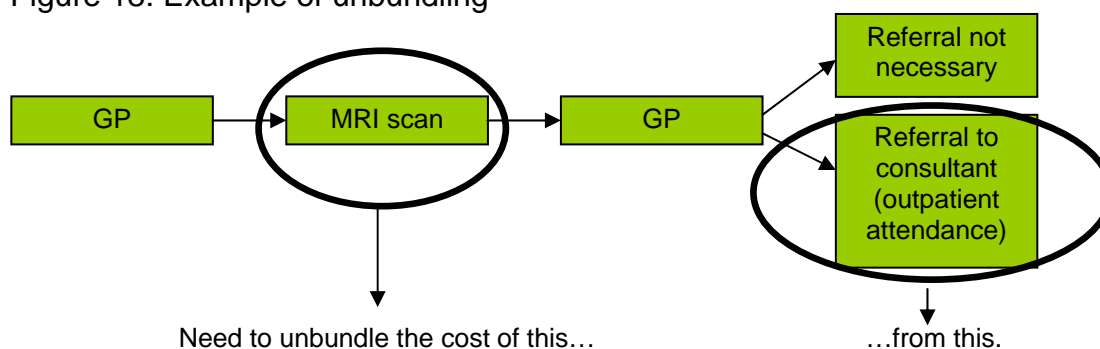 Figure 18: Example of unbundling
GP
MRI scan
GP
Referral not
necessary
Referral to
consultant
(outpatient
attendance)
Need to unbundle the cost of this…
…from this.